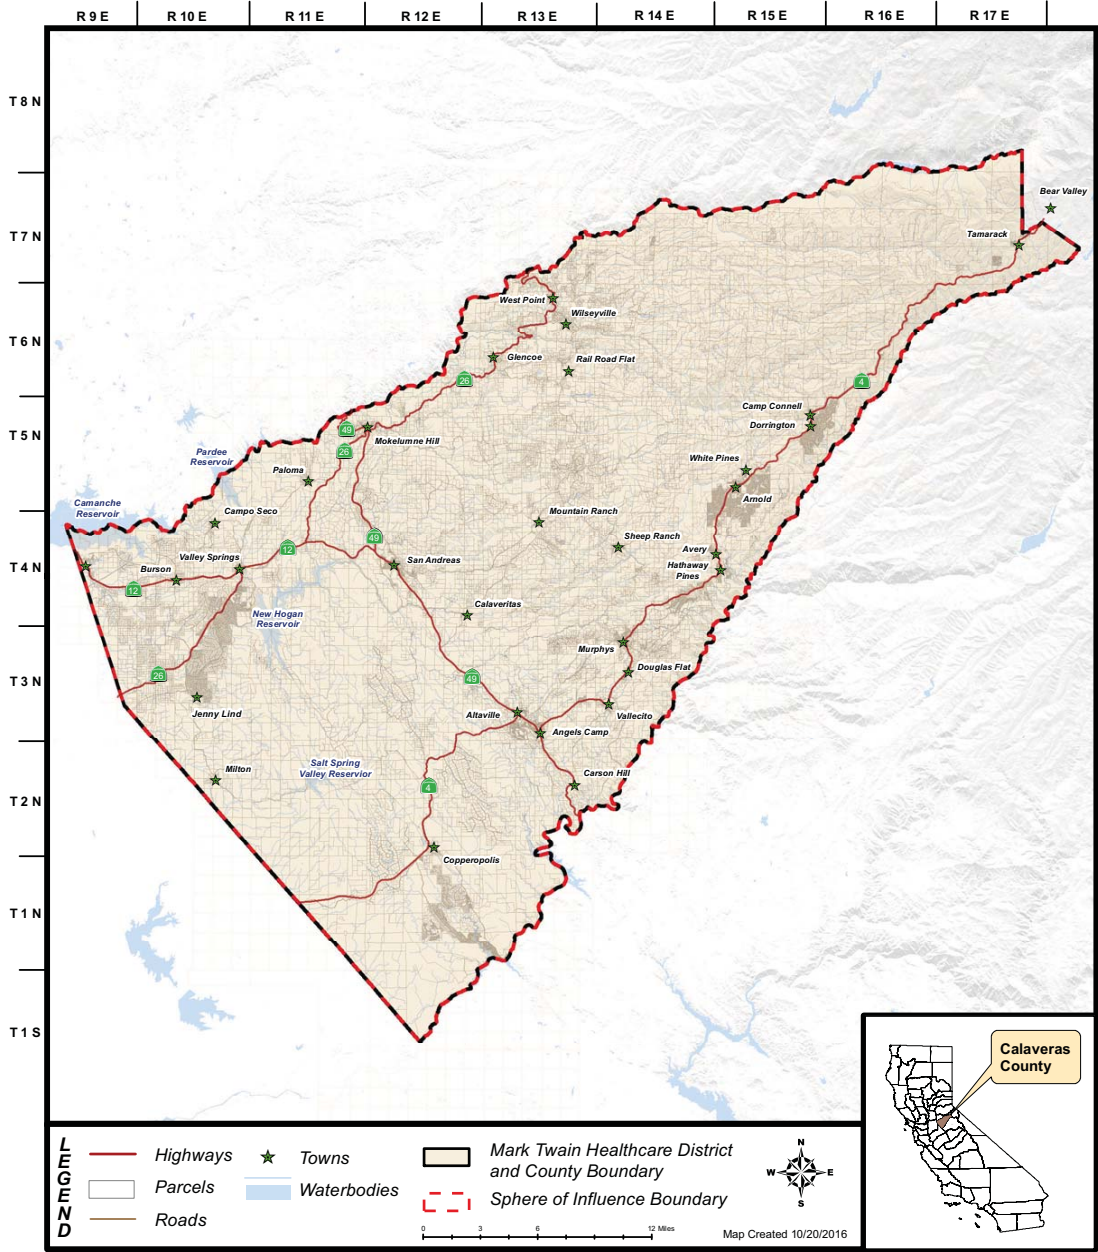 R 9 E R 10 E R 11 E R 12 E R 13 E R 14 E R 15 E R 16 E R 17 E
T 8 N
Bear Valley
T 7 N
Tamarack
West Point
Wilseyville
T 6 N
Glencoe
Rail Road Flat
26
4
Camp Connell
Dorrington
49
T 5 N
Mokelumne Hill
26
Pardee
Reservoir
White Pines
Paloma
Arnold
Camanche
Reservoir
Campo Seco
Mountain Ranch
Sheep Ranch
49
12
Avery
Valley Springs
San Andreas
T 4 N
Burson
Hathaway
Pines
12
Calaveritas
New Hogan
Reservoir
Murphys
Douglas Flat
26
49
T 3 N
Jenny Lind
Altaville
Vallecito
Angels Camp
Milton
Salt Spring
Valley Reservior
Carson Hill
4
T 2 N
Copperopolis
T 1 N
T 1 S
Calaveras
County
LEGEND
Highways
Parcels
Roads
Towns
Waterbodies
Mark Twain Healthcare District
and County Boundary
Sphere of Influence Boundary
0 3 6 12 Miles
N
W E
S
Map Created 10/20/2016